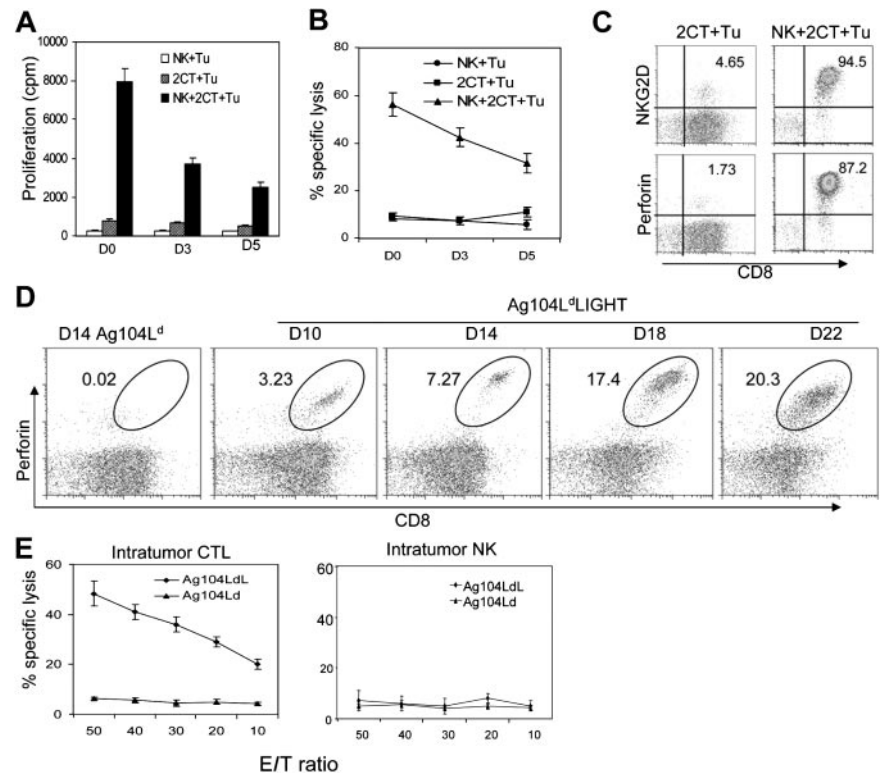 A
Proliferation (cpm)
10000
8000
6000
4000
2000
0
NK+Tu
2CT+Tu
NK+2CT+Tu
D0
D3
D5
B
% specific lysis
80
60
40
20
0
NK+Tu
2CT+Tu
NK+2CT+Tu
D0
D3
D5
C
2CT+Tu
NK+2CT+Tu
NKG2D
4.65
94.5
Perforin
1.73
87.2
CD8
D
Ag104LᵈLIGHT
D14 Ag104Lᵈ
D10
D14
D18
D22
0.02
3.23
7.27
17.4
20.3
Perforin
CD8
E
Intratumor CTL
% specific lysis
60
40
20
0
Ag104LdL
Ag104Ld
50
40
30
20
10
Intratumor NK
60
40
20
0
Ag104LdL
Ag104Ld
50
40
30
20
10
E/T ratio